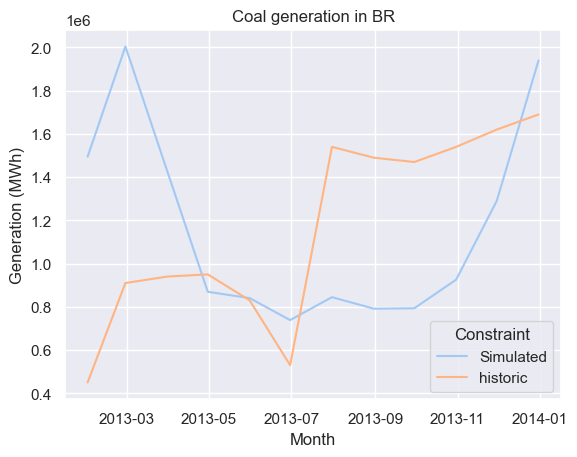 Coal generation in BR
1e6
2.0
1.8
1.6
1.4
1.2
1.0
0.8
0.6
0.4
Generation (MWh)
2013-03 2013-05 2013-07 2013-09 2013-11 2014-01
Month
Constraint
Simulated
historic